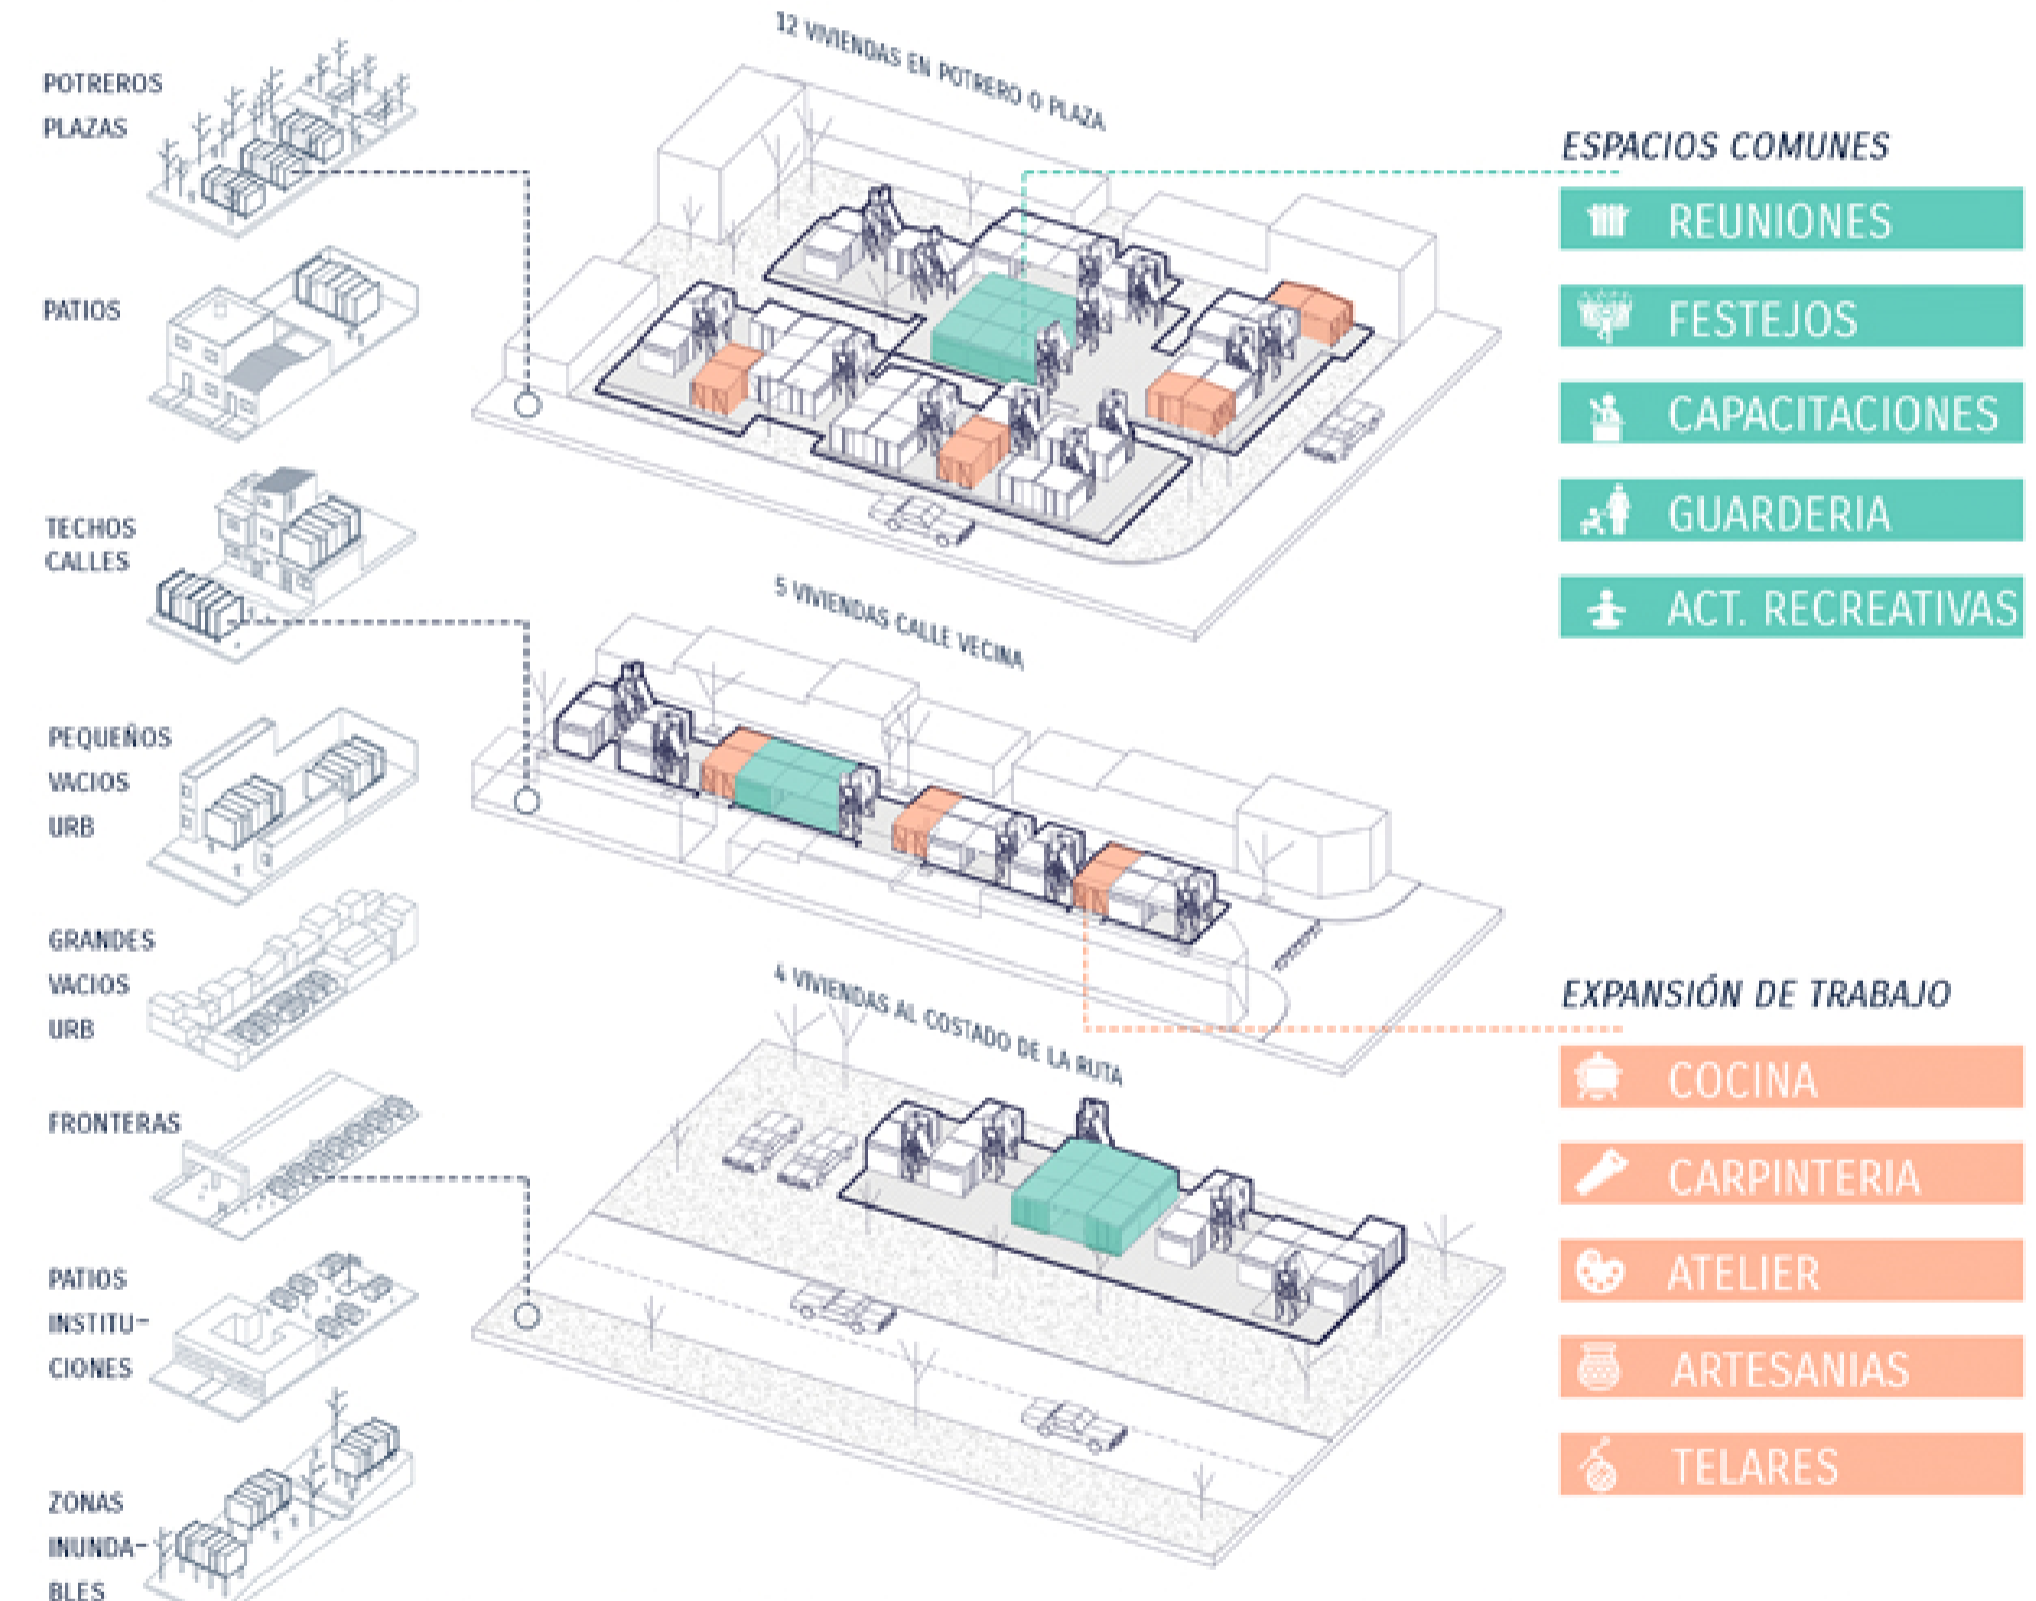 POTREROS
PLAZAS
PATIOS
TECHOS
CALLES
PEQUEÑOS
VACIOS
URB
GRANDES
VACIOS
URB
FRONTERAS
PATIOS
INSTITU-
CIONES
ZONAS
INUNDA-
BLES
12 VIVIENDAS EN POTRERO O PLAZA
5 VIVIENDAS CALLE VECINA
4 VIVIENDAS AL COSTADO DE LA RUTA
ESPACIOS COMUNES
REUNIONES
FESTEJOS
CAPACITACIONES
GUARDERIA
ACT. RECREATIVAS
EXPANSIÓN DE TRABAJO
COCINA
CARPINTERIA
ATELIER
ARTESANIAS
TELARES